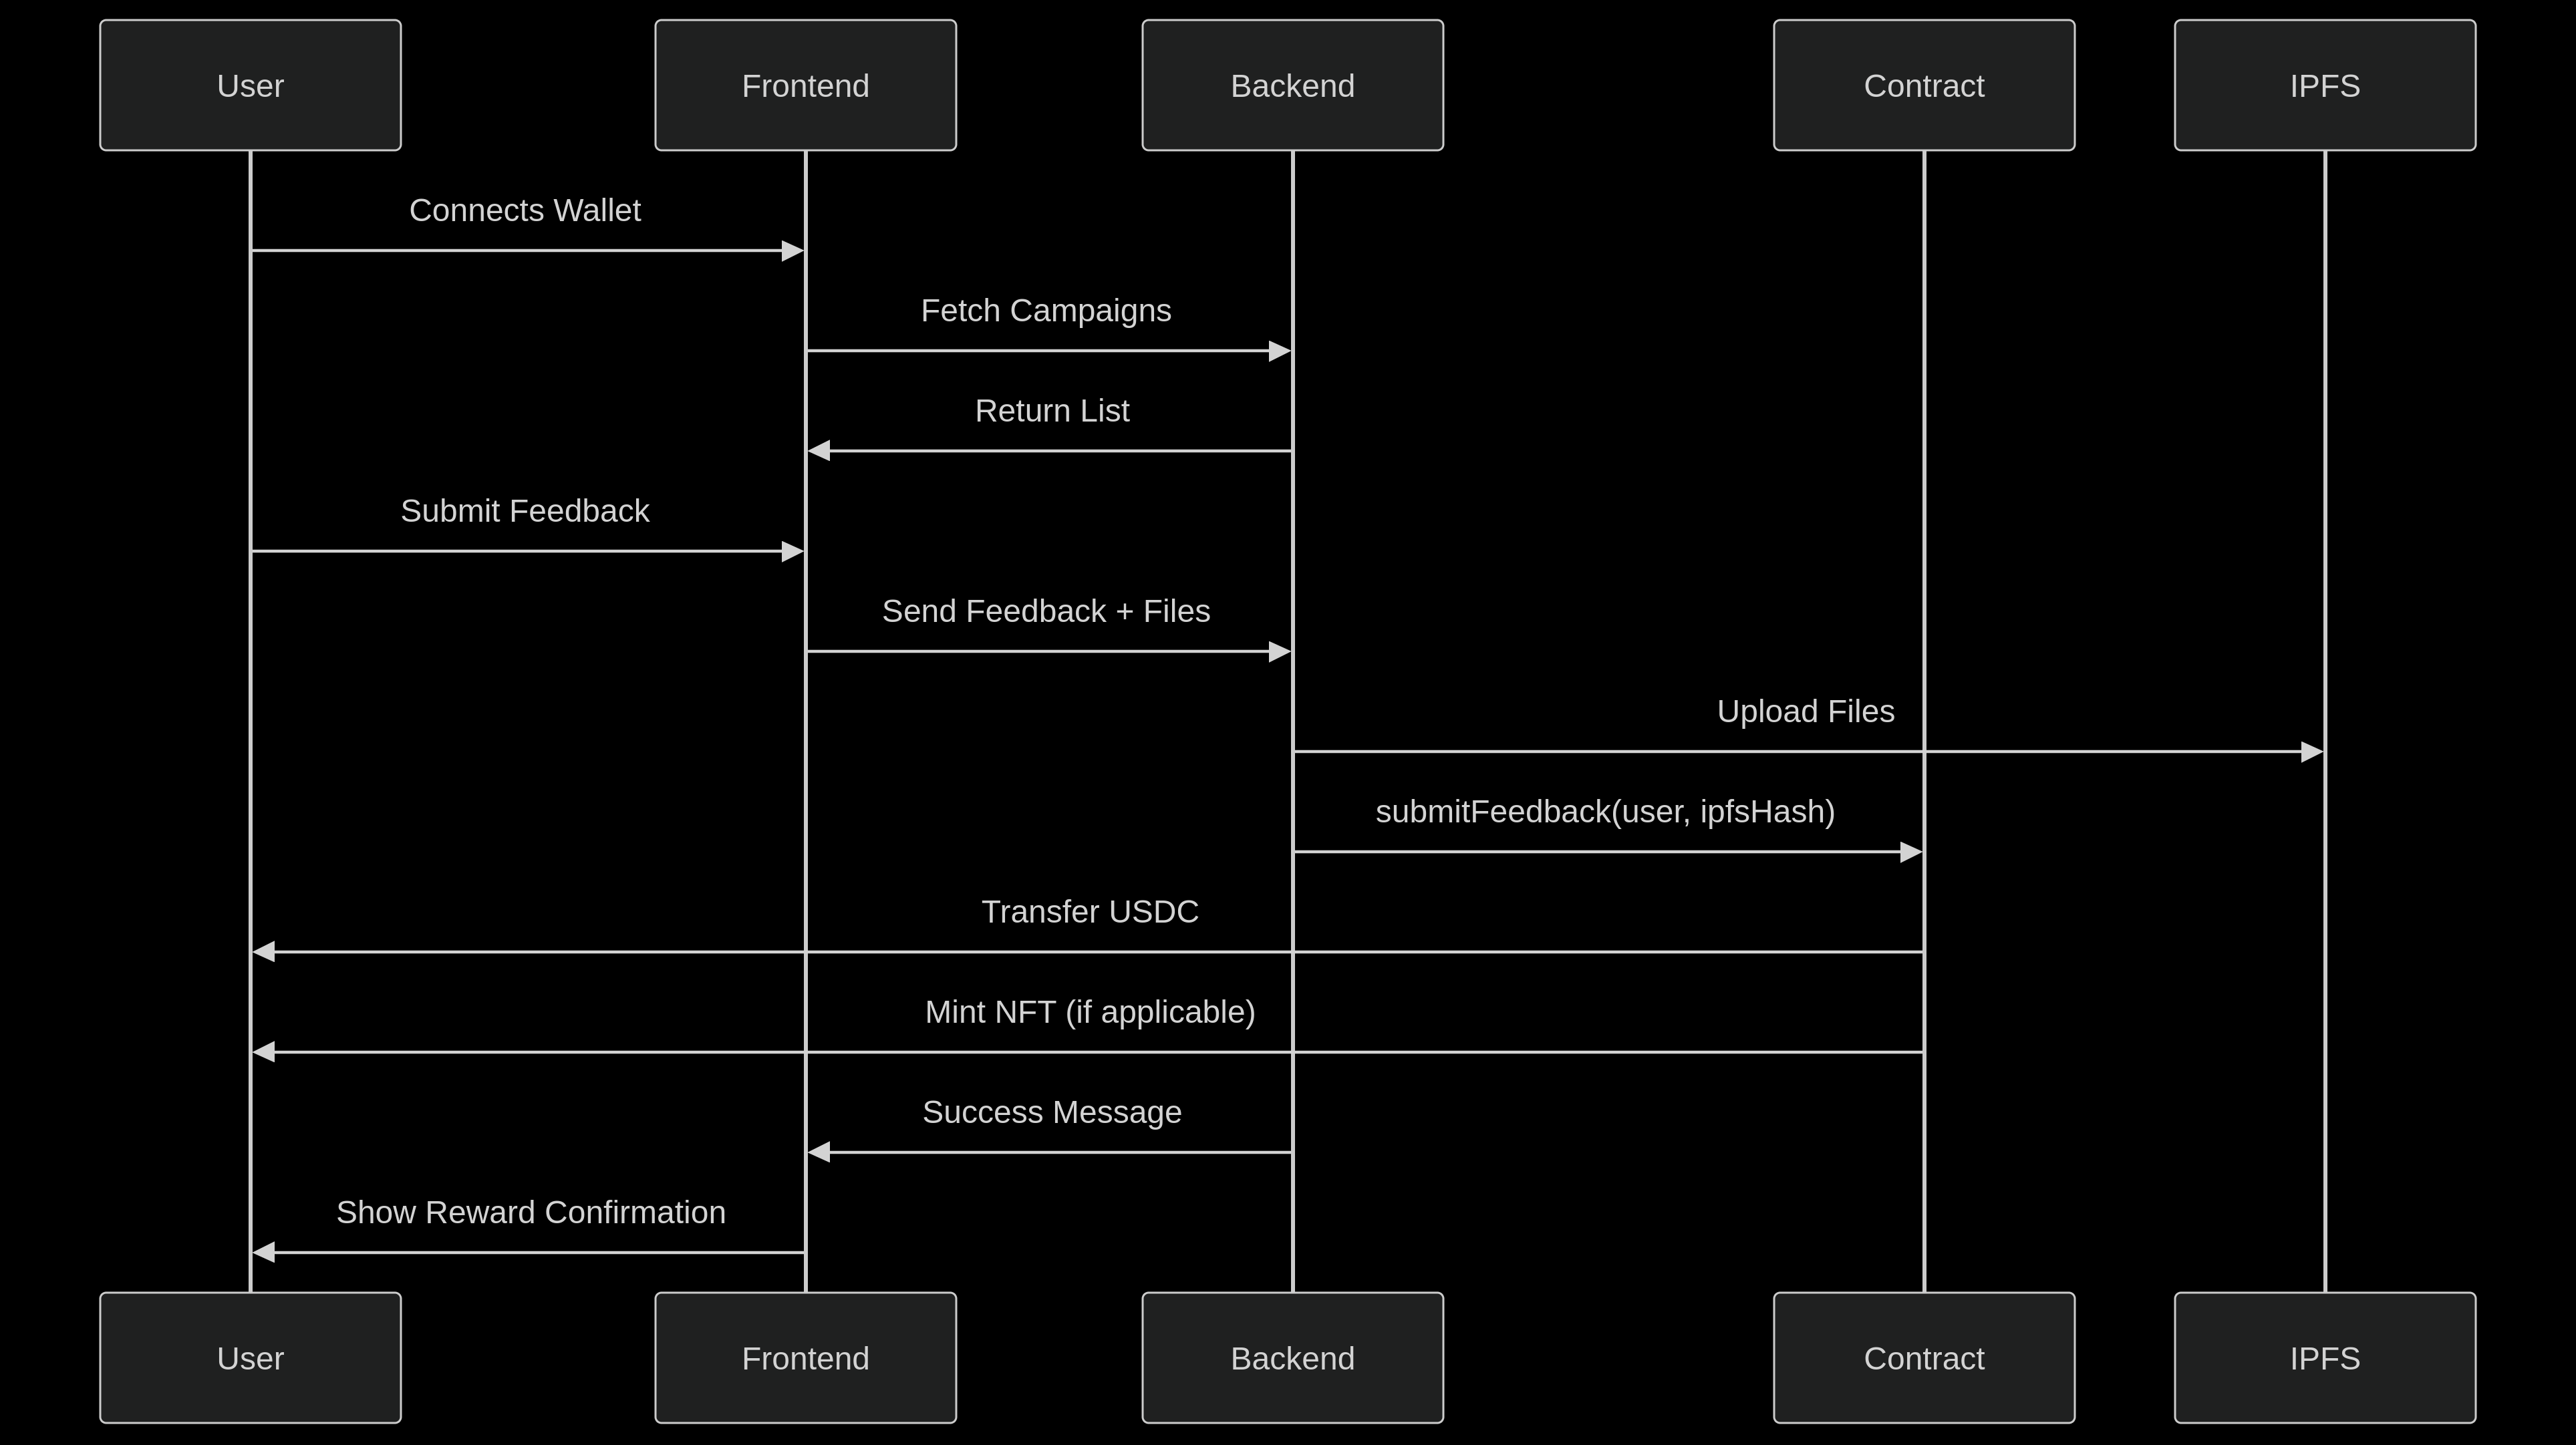 User
Frontend
Backend
Contract
IPFS
Connects Wallet
Fetch Campaigns
Return List
Submit Feedback
Send Feedback + Files
Upload Files
submitFeedback(user, ipfsHash)
Transfer USDC
Mint NFT (if applicable)
Success Message
Show Reward Confirmation
User
Frontend
Backend
Contract
IPFS